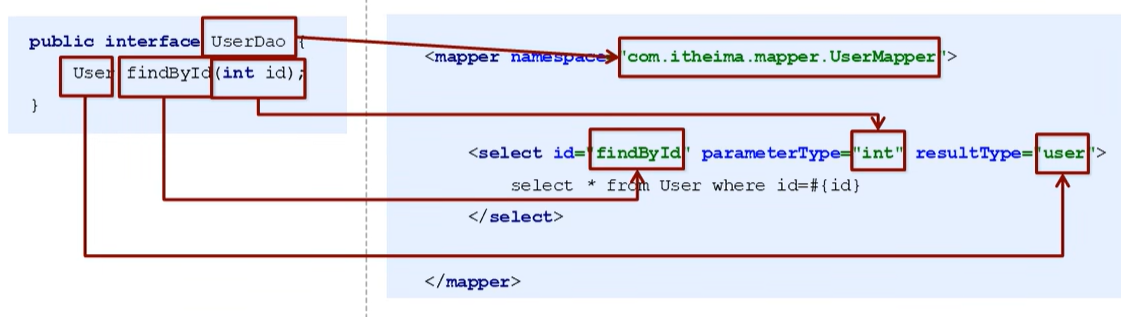 public interface UserDao {
User findById(int id);
}
<mapper namespace="com.itheima.mapper.UserMapper">
<select id="findById" parameterType="int" resultType="user">
select * from User where id=#{id}
</select>
</mapper>